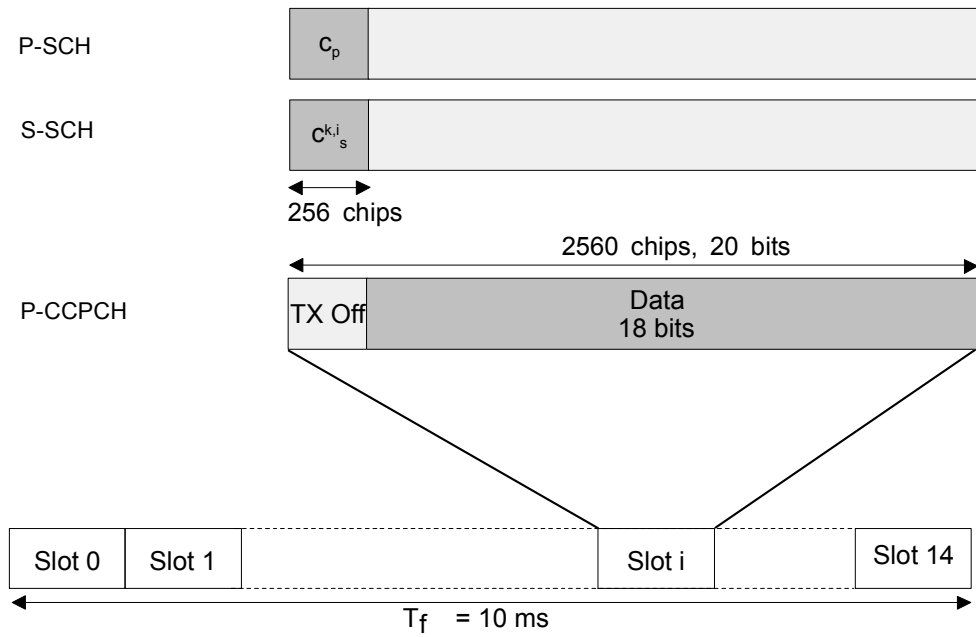 P-SCH
c_p
S-SCH
c^{k,i}_s
256 chips
2560 chips, 20 bits
P-CCPCH
TX Off
Data
18 bits
Slot 0
Slot 1
Slot i
Slot 14
T_f = 10 ms